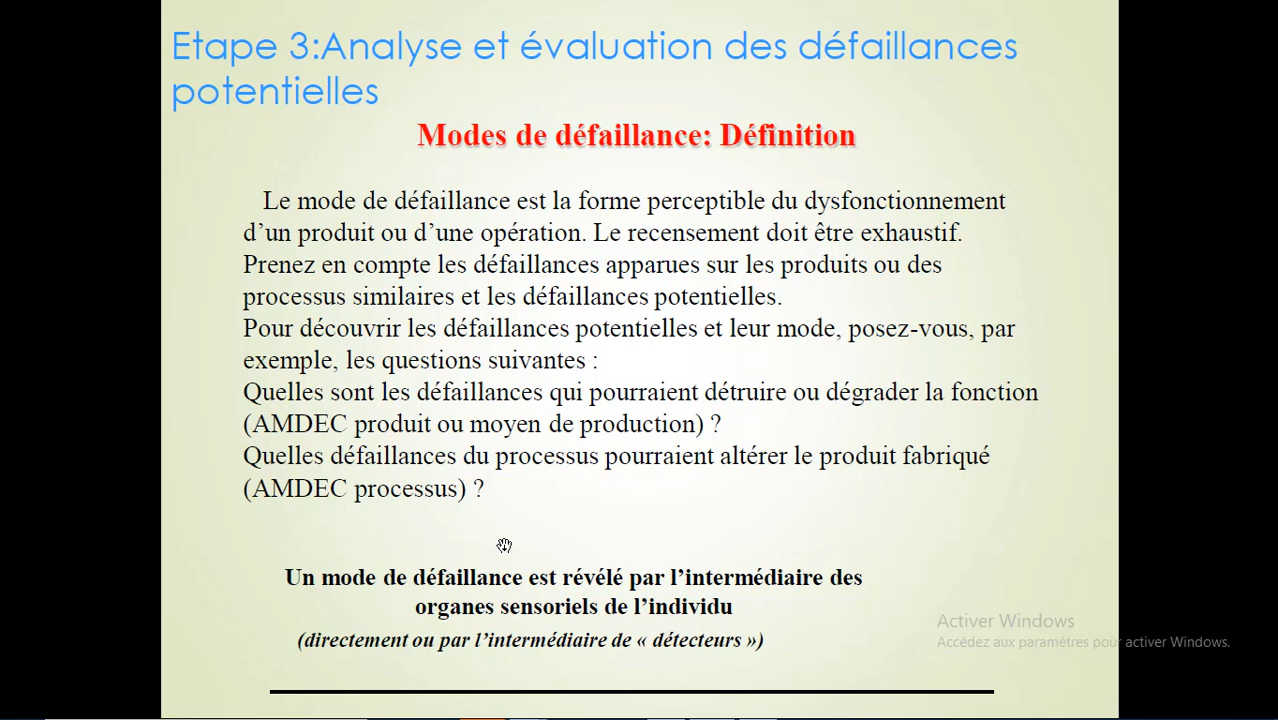 Etape 3:Analyse et évaluation des défaillances
potentielles
Modes de défaillance: Définition
Le mode de défaillance est la forme perceptible du dysfonctionnement
d’un produit ou d’une opération. Le recensement doit être exhaustif.
Prenez en compte les défaillances apparues sur les produits ou des
processus similaires et les défaillances potentielles.
Pour découvrir les défaillances potentielles et leur mode, posez-vous, par
exemple, les questions suivantes :
Quelles sont les défaillances qui pourraient détruire ou dégrader la fonction
(AMDEC produit ou moyen de production) ?
Quelles défaillances du processus pourraient altérer le produit fabriqué
(AMDEC processus) ?
Un mode de défaillance est révélé par l’intermédiaire des
organes sensoriels de l’individu
(directement ou par l’intermédiaire de « détecteurs »)
Activer Windows
Accédez aux paramètres pour activer Windows.